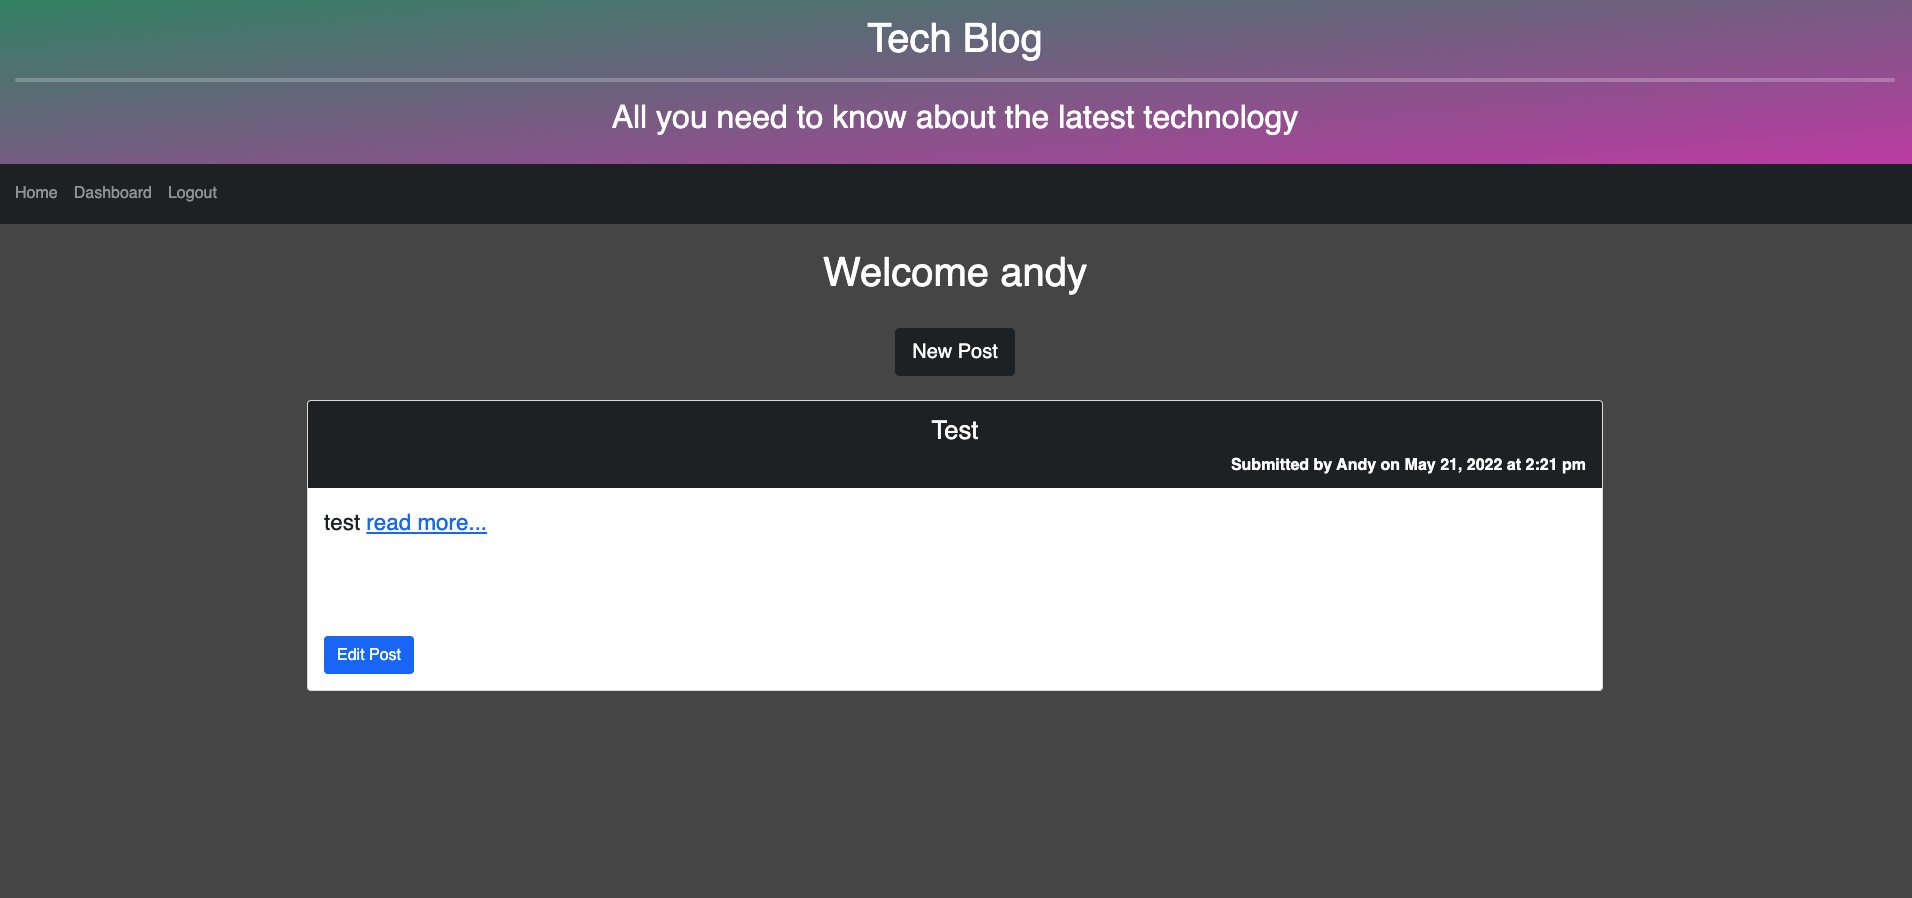 Tech Blog
All you need to know about the latest technology
Home Dashboard Logout
Welcome andy
New Post
Test
Submitted by Andy on May 21, 2022 at 2:21 pm
test read more...
Edit Post